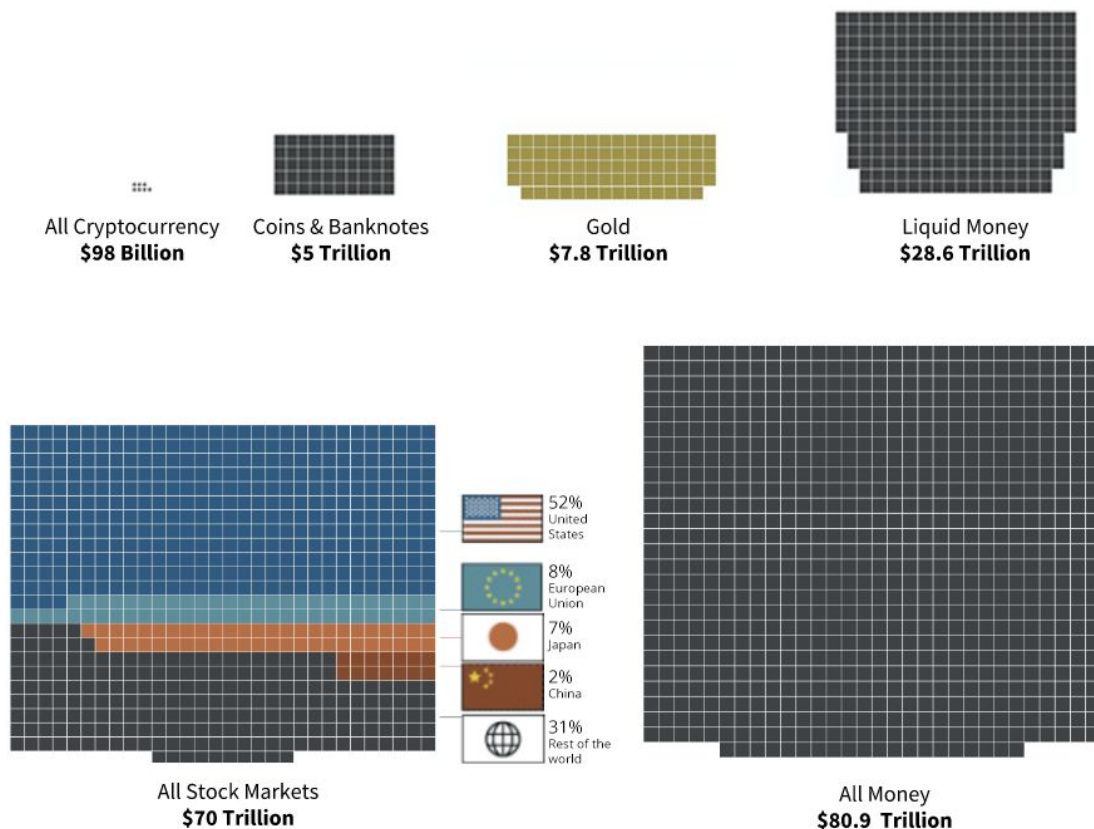 All Cryptocurrency
$98 Billion
Coins & Banknotes
$5 Trillion
Gold
$7.8 Trillion
Liquid Money
$28.6 Trillion
52%
United
States
8%
European
Union
7%
Japan
2%
China
31%
Rest of the
world
All Stock Markets
$70 Trillion
All Money
$80.9 Trillion